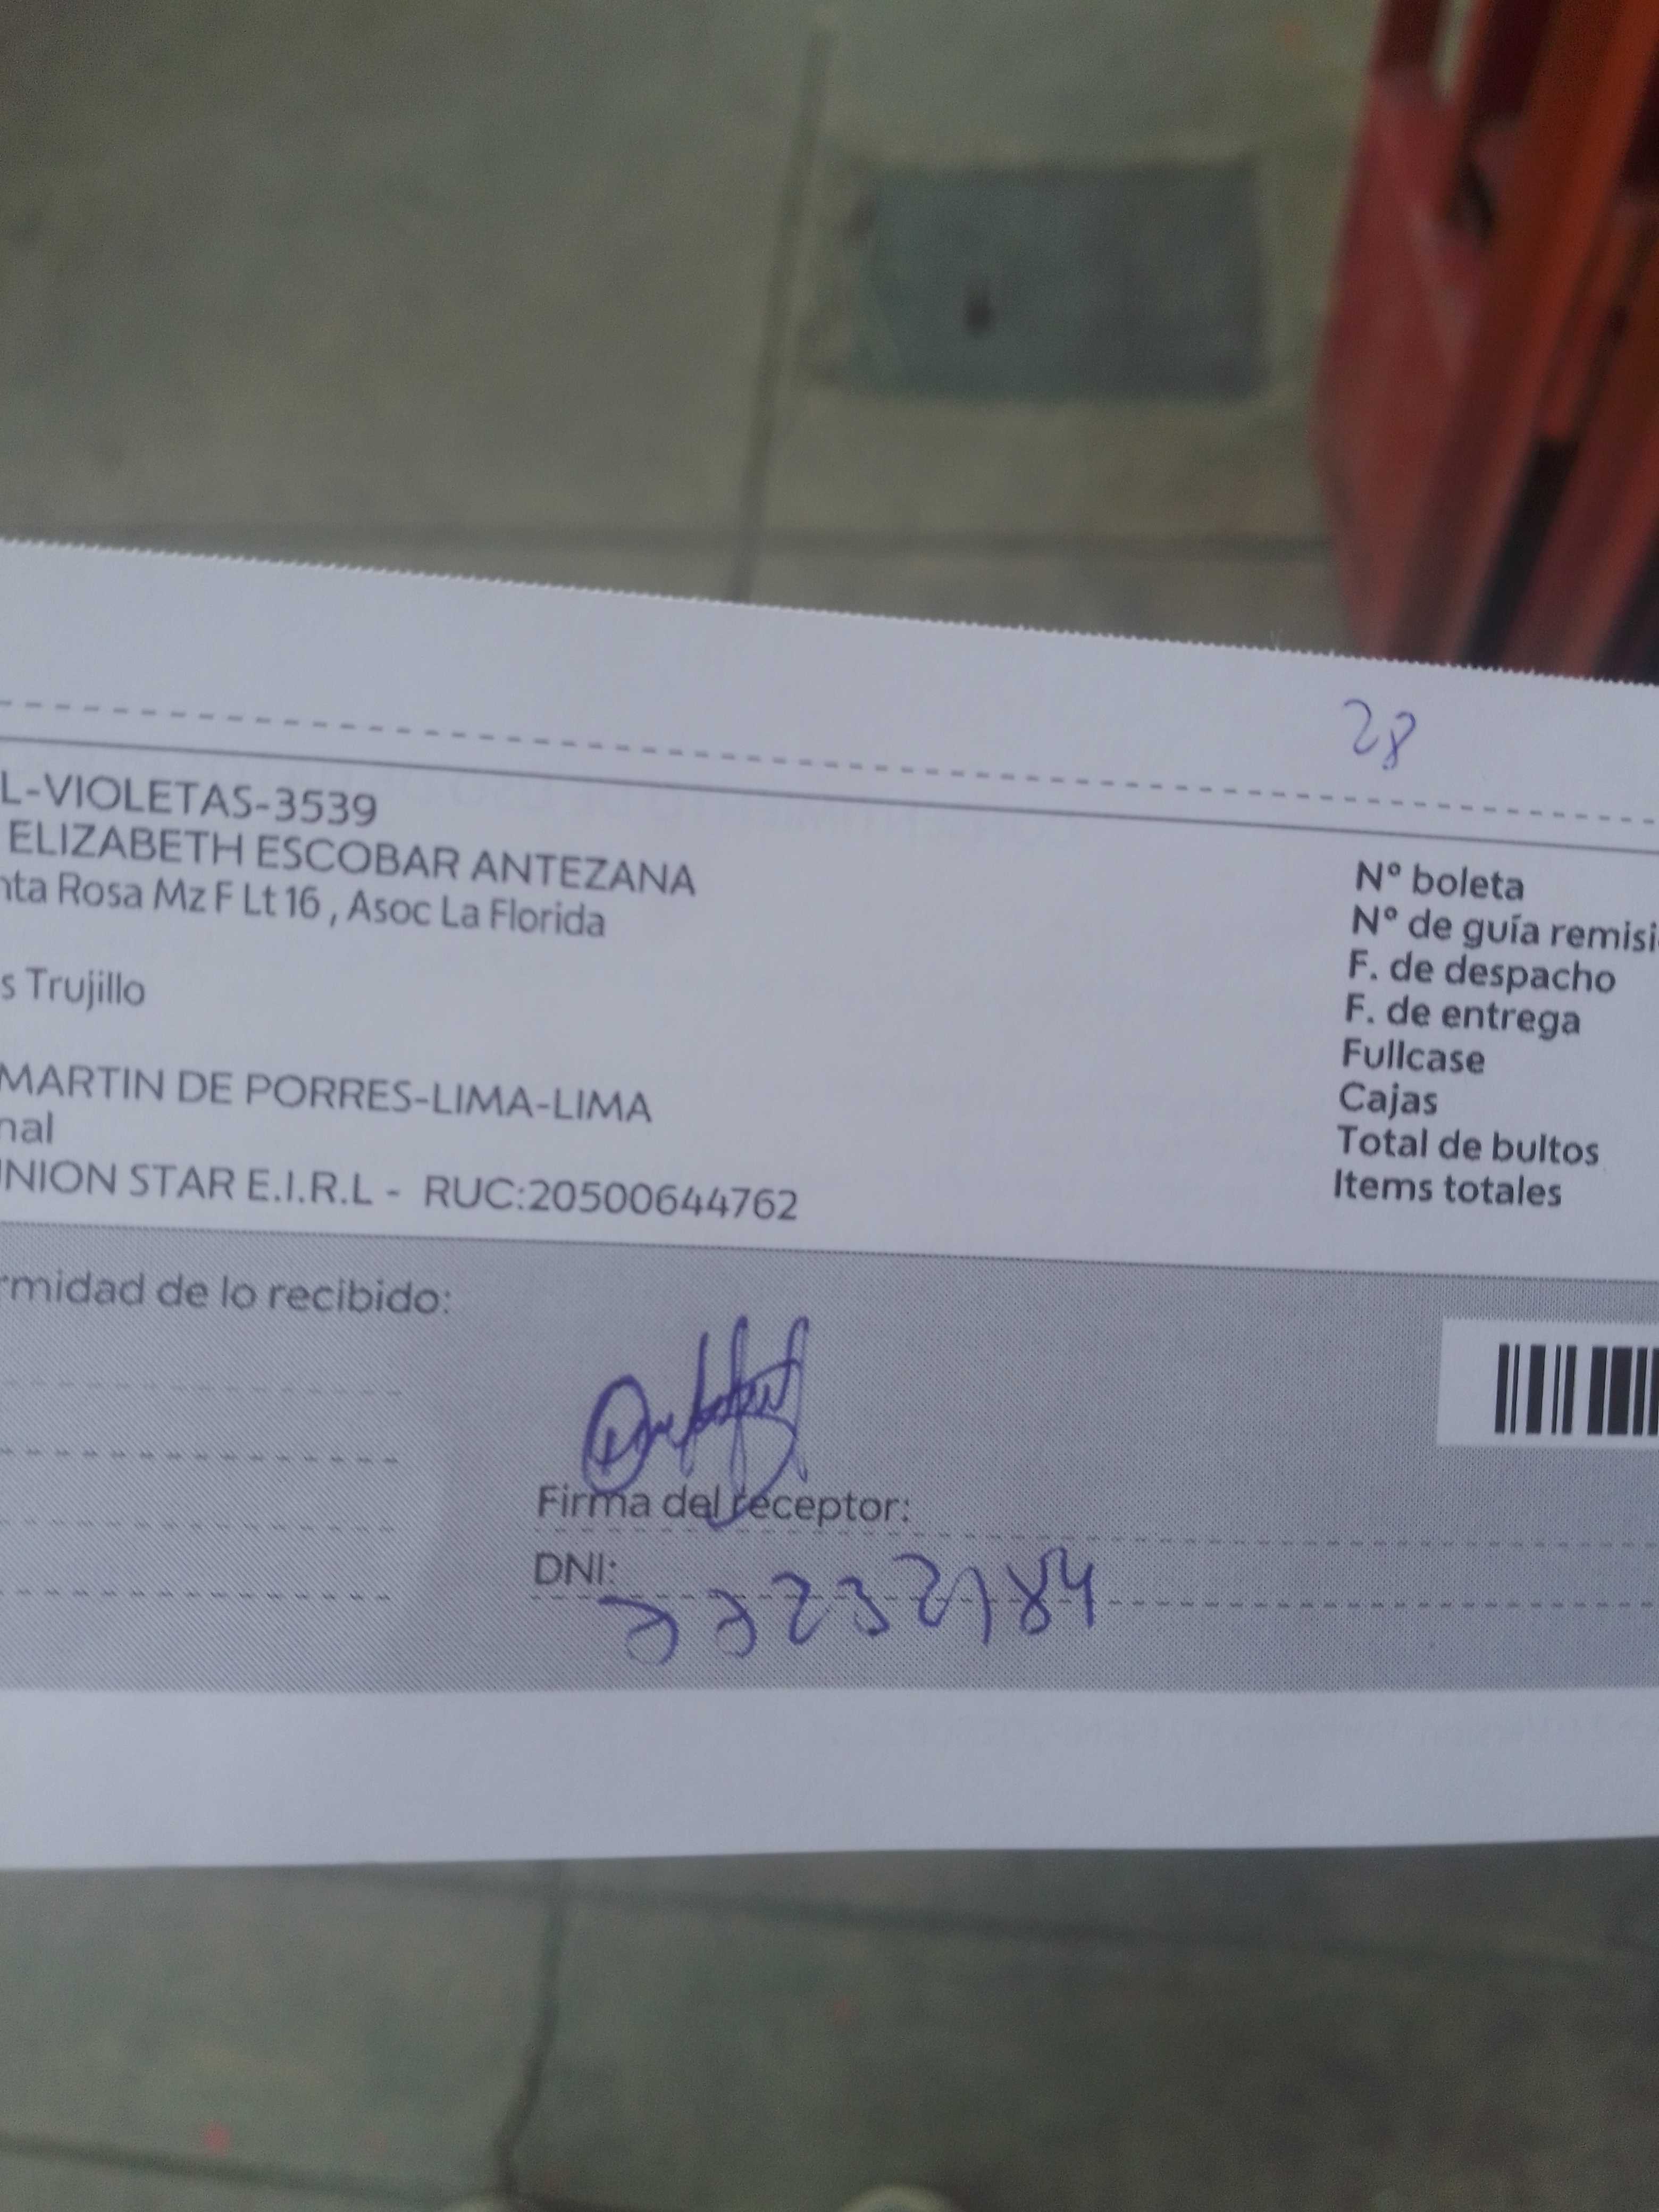 28
L-VIOLETAS-3539
ELIZABETH ESCOBAR ANTEZANA
nta Rosa Mz F Lt 16 , Asoc La Florida
s Trujillo
MARTIN DE PORRES-LIMA-LIMA
nal
NION STAR E.I.R.L - RUC:20500644762
N° boleta
N° de guía remisi
F. de despacho
F. de entrega
Fullcase
Cajas
Total de bultos
Items totales
rmidad de lo recibido:
Firma del receptor:
DNI: